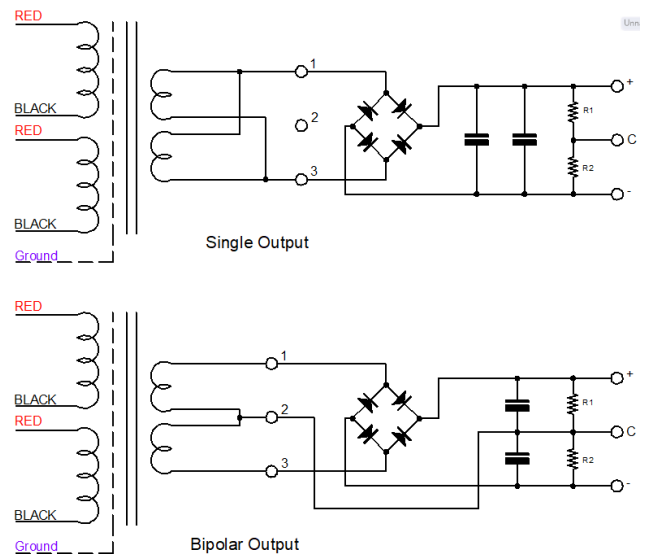 RED
Unn
1
+
BLACK
R1
RED
2
C
R2
3
-
BLACK
Single Output
Ground
RED
1
+
BLACK
R1
RED
2
C
3
R2
-
BLACK
Ground
Bipolar Output